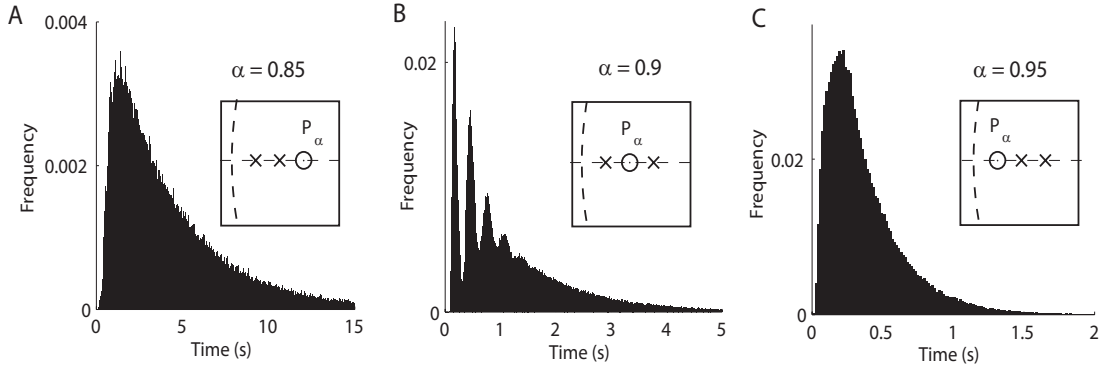 A
0.004
0.002
0
Frequency
α = 0.85
P α
0 5 10 15
Time (s)
B
0.02
0
Frequency
α = 0.9
P α
0 1 2 3 4 5
Time (s)
C
0.02
0
Frequency
α = 0.95
P α
0 0.5 1 1.5 2
Time (s)